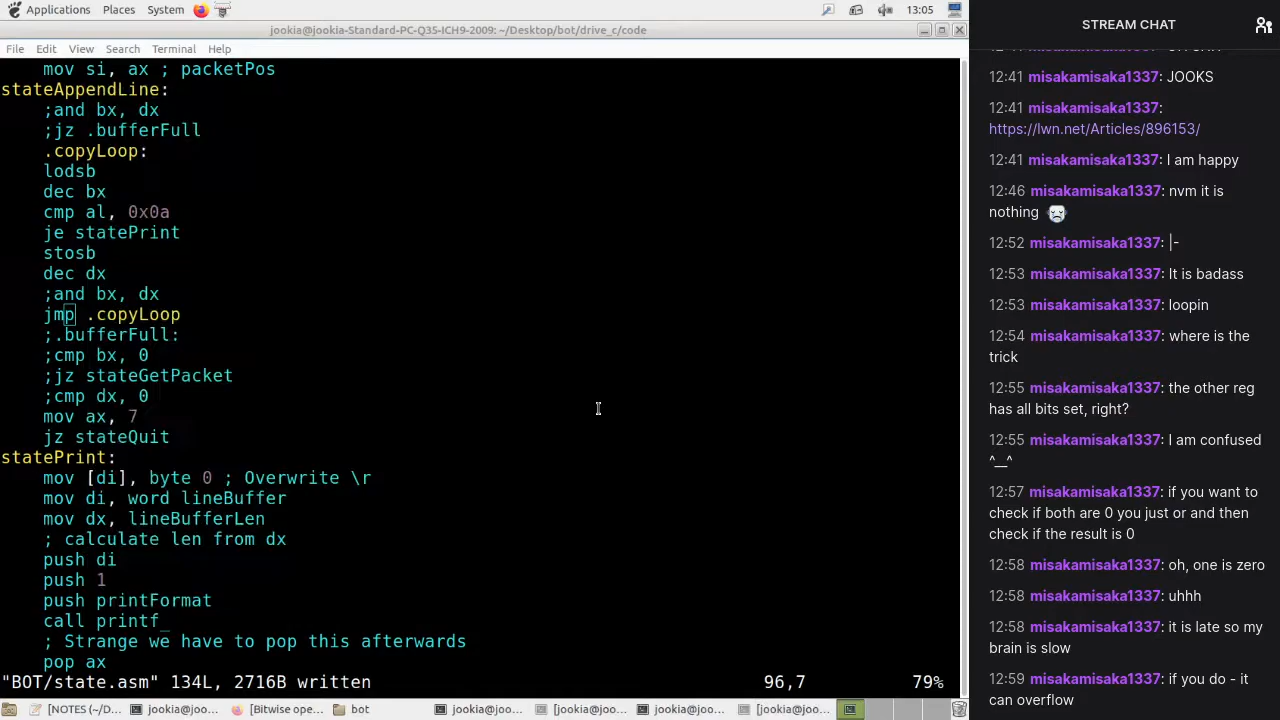 Applications Places System 13:05
jookia@jookia-Standard-PC-Q35-ICH9-2009: ~/Desktop/bot/drive_c/code
File Edit View Search Terminal Help
mov si, ax ; packetPos
stateAppendLine:
;and bx, dx
;jz .bufferFull
.copyLoop:
lodsb
dec bx
cmp al, 0x0a
je statePrint
stosb
dec dx
;and bx, dx
jmp .copyLoop
;.bufferFull:
;cmp bx, 0
;jz stateGetPacket
;cmp dx, 0
mov ax, 7
jz stateQuit
statePrint:
mov [di], byte 0 ; Overwrite \r
mov di, word lineBuffer
mov dx, lineBufferLen
; calculate len from dx
push di
push 1
push printFormat
call printf_
; Strange we have to pop this afterwards
pop ax
"BOT/state.asm" 134L, 2716B written 96,7 79%
[NOTES (~/D... jookia@joo... [Bitwise ope... bot jookia@joo... [jookia@joo... jookia@joo... [jookia@joo...
STREAM CHAT
12:41 misakamisaka1337: JOOKS
12:41 misakamisaka1337:
https://lwn.net/Articles/896153/
12:41 misakamisaka1337: I am happy
12:46 misakamisaka1337: nvm it is
nothing
12:52 misakamisaka1337: |-
12:53 misakamisaka1337: It is badass
12:53 misakamisaka1337: loopin
12:54 misakamisaka1337: where is the
trick
12:55 misakamisaka1337: the other reg
has all bits set, right?
12:55 misakamisaka1337: I am confused
^__^
12:57 misakamisaka1337: if you want to
check if both are 0 you just or and then
check if the result is 0
12:58 misakamisaka1337: oh, one is zero
12:58 misakamisaka1337: uhhh
12:58 misakamisaka1337: it is late so my
brain is slow
12:59 misakamisaka1337: if you do - it
can overflow